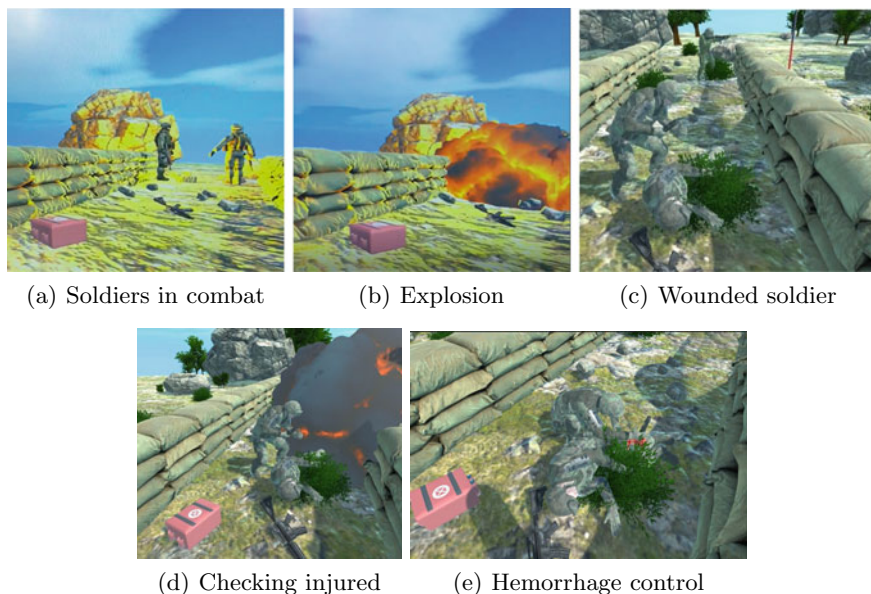 (a) Soldiers in combat
(b) Explosion
(c) Wounded soldier
(d) Checking injured
(e) Hemorrhage control